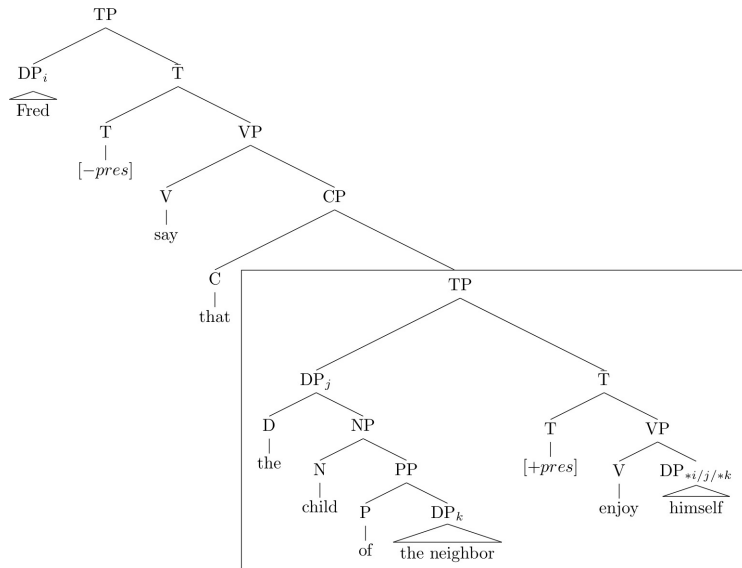 TP
DPᵢ T
Fred
T VP
[−pres]
V CP
say
C TP
that
DPⱼ T
D NP T VP
the [+pres]
N PP V DP∗i/j/∗k
child enjoy himself
P DPₖ
of the neighbor